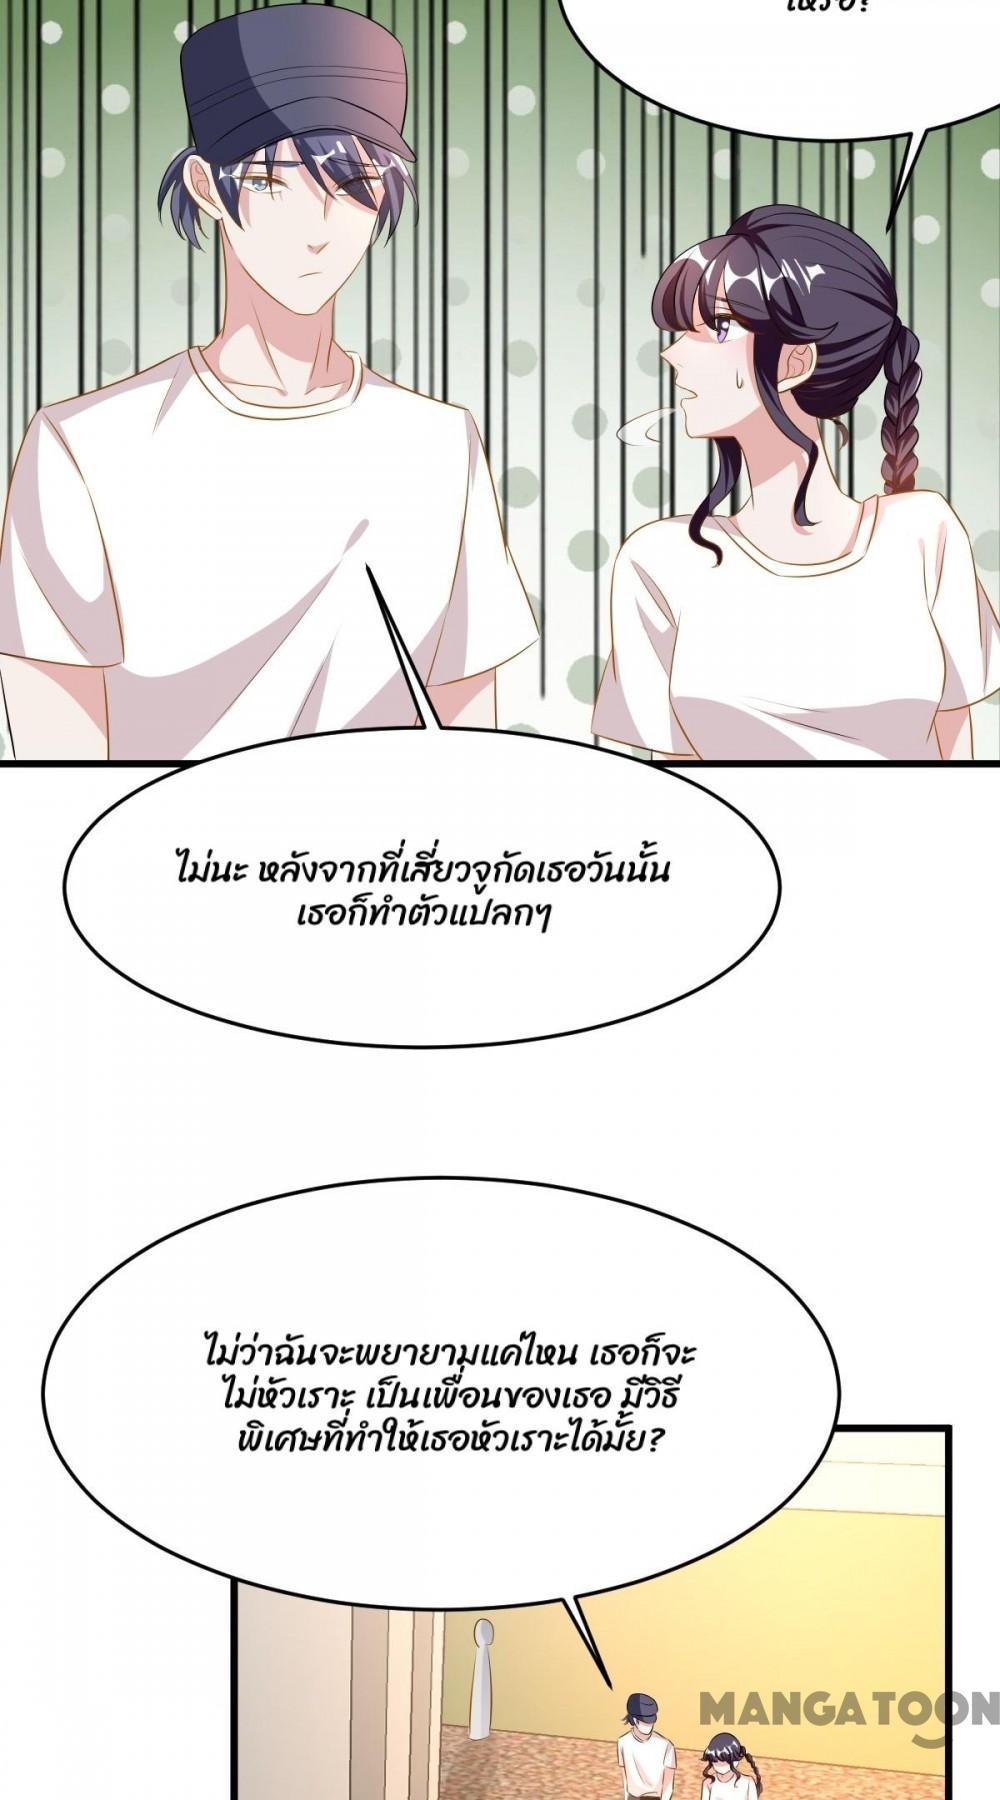 เหรอ?
ไม่นะ หลังจากที่เสี่ยวจูกัดเธอวันนั้น
เธอก็ทำตัวแปลกๆ
ไม่ว่าฉันจะพยายามแค่ไหน เธอก็จะ
ไม่หัวเราะ เป็นเพื่อนของเธอ มีวิธี
พิเศษที่ทำให้เธอหัวเราะได้มั้ย?
MANGATOON